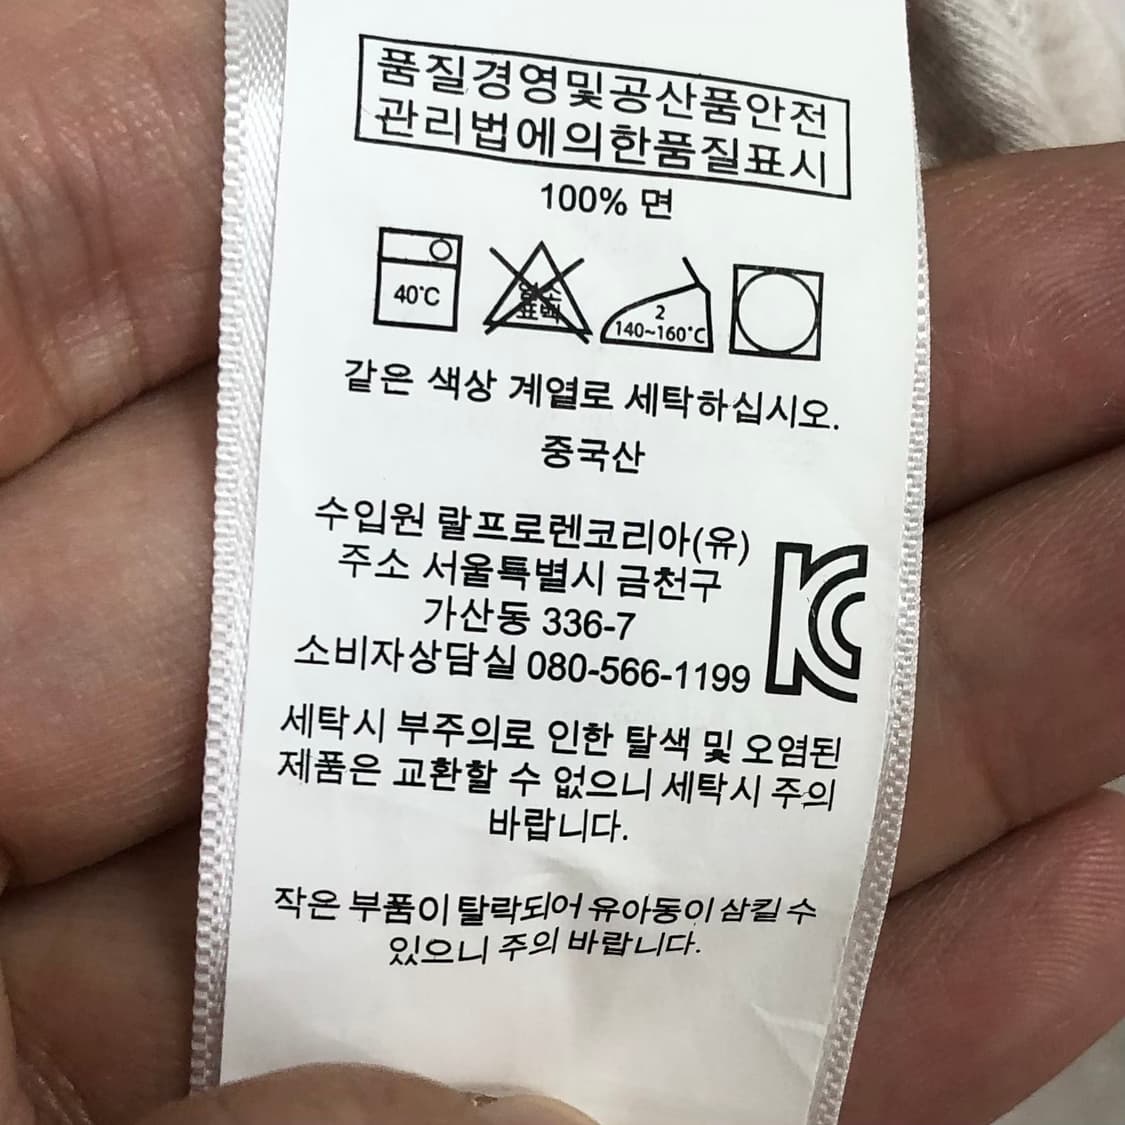 품질경영및공산품안전
관리법에의한품질표시
100% 면
40°C
염소
표백
2
140~160°C
같은 색상 계열로 세탁하십시오.
중국산
수입원 랄프로렌코리아(유)
주소 서울특별시 금천구
가산동 336-7
소비자상담실 080-566-1199
KC
세탁시 부주의로 인한 탈색 및 오염된
제품은 교환할 수 없으니 세탁시 주의
바랍니다.
작은 부품이 탈락되어 유아동이 삼킬 수
있으니 주의 바랍니다.